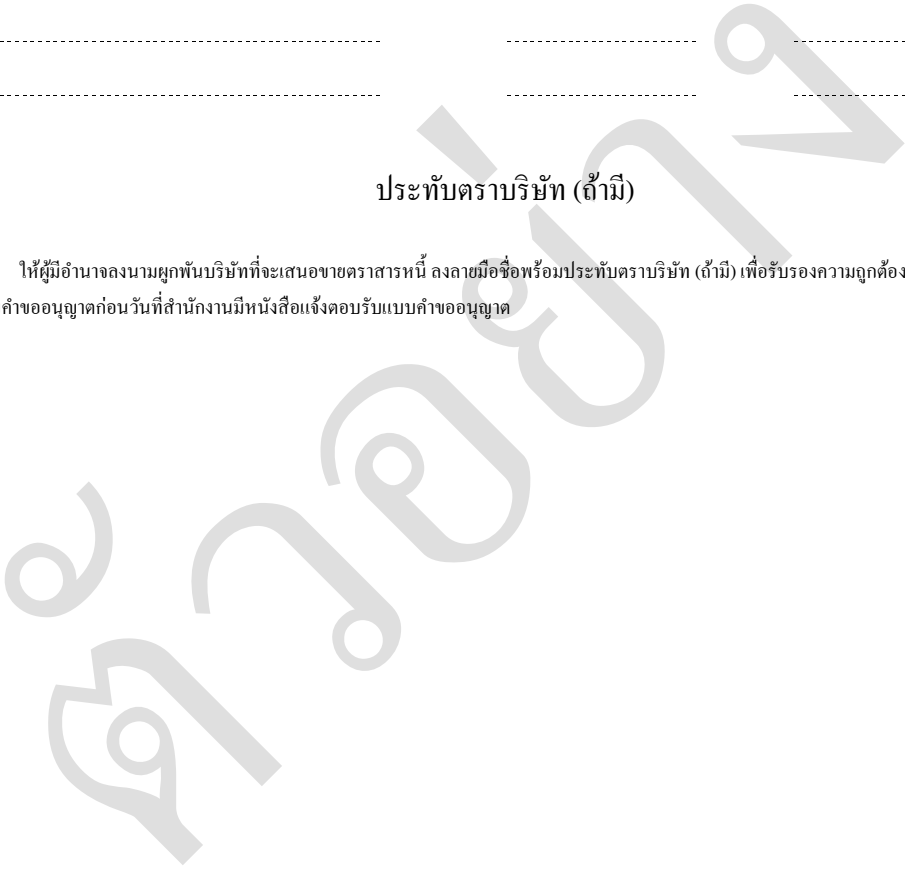 ประทับตราบริษัท (ถ้ามี)
ให้ผู้มีอำนาจลงนามผูกพันบริษัทที่จะเสนอขายตราสารหนี้ ลงลายมือชื่อพร้อมประทับตราบริษัท (ถ้ามี) เพื่อรับรองความถูกต้อง
คำขออนุญาตก่อนวันที่สำนักงานมีหนังสือแจ้งตอบรับแบบคำขออนุญาต
ตัวอย่าง